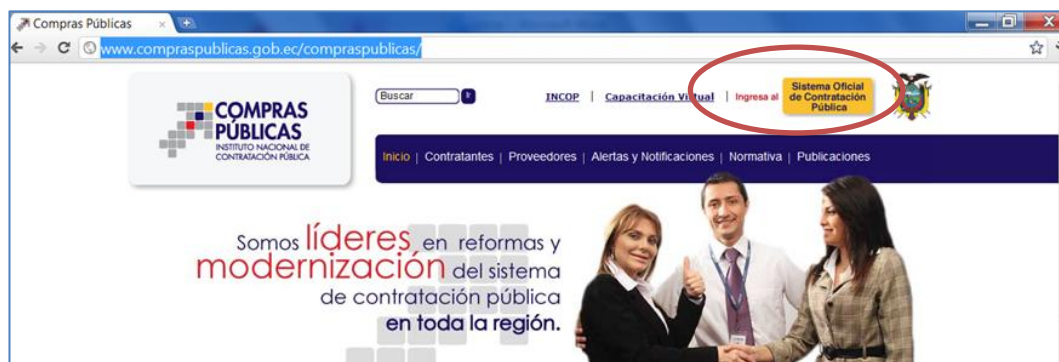 Compras Públicas
www.compraspublicas.gob.ec/compraspublicas/
COMPRAS
PÚBLICAS
INSTITUTO NACIONAL DE
CONTRATACIÓN PÚBLICA
Buscar Ir INCOP | Capacitación Virtual | Ingresa al
Sistema Oficial
de Contratación
Pública
Inicio | Contratantes | Proveedores | Alertas y Notificaciones | Normativa | Publicaciones
Somos líderes en reformas y
modernización del sistema
de contratación pública
en toda la región.